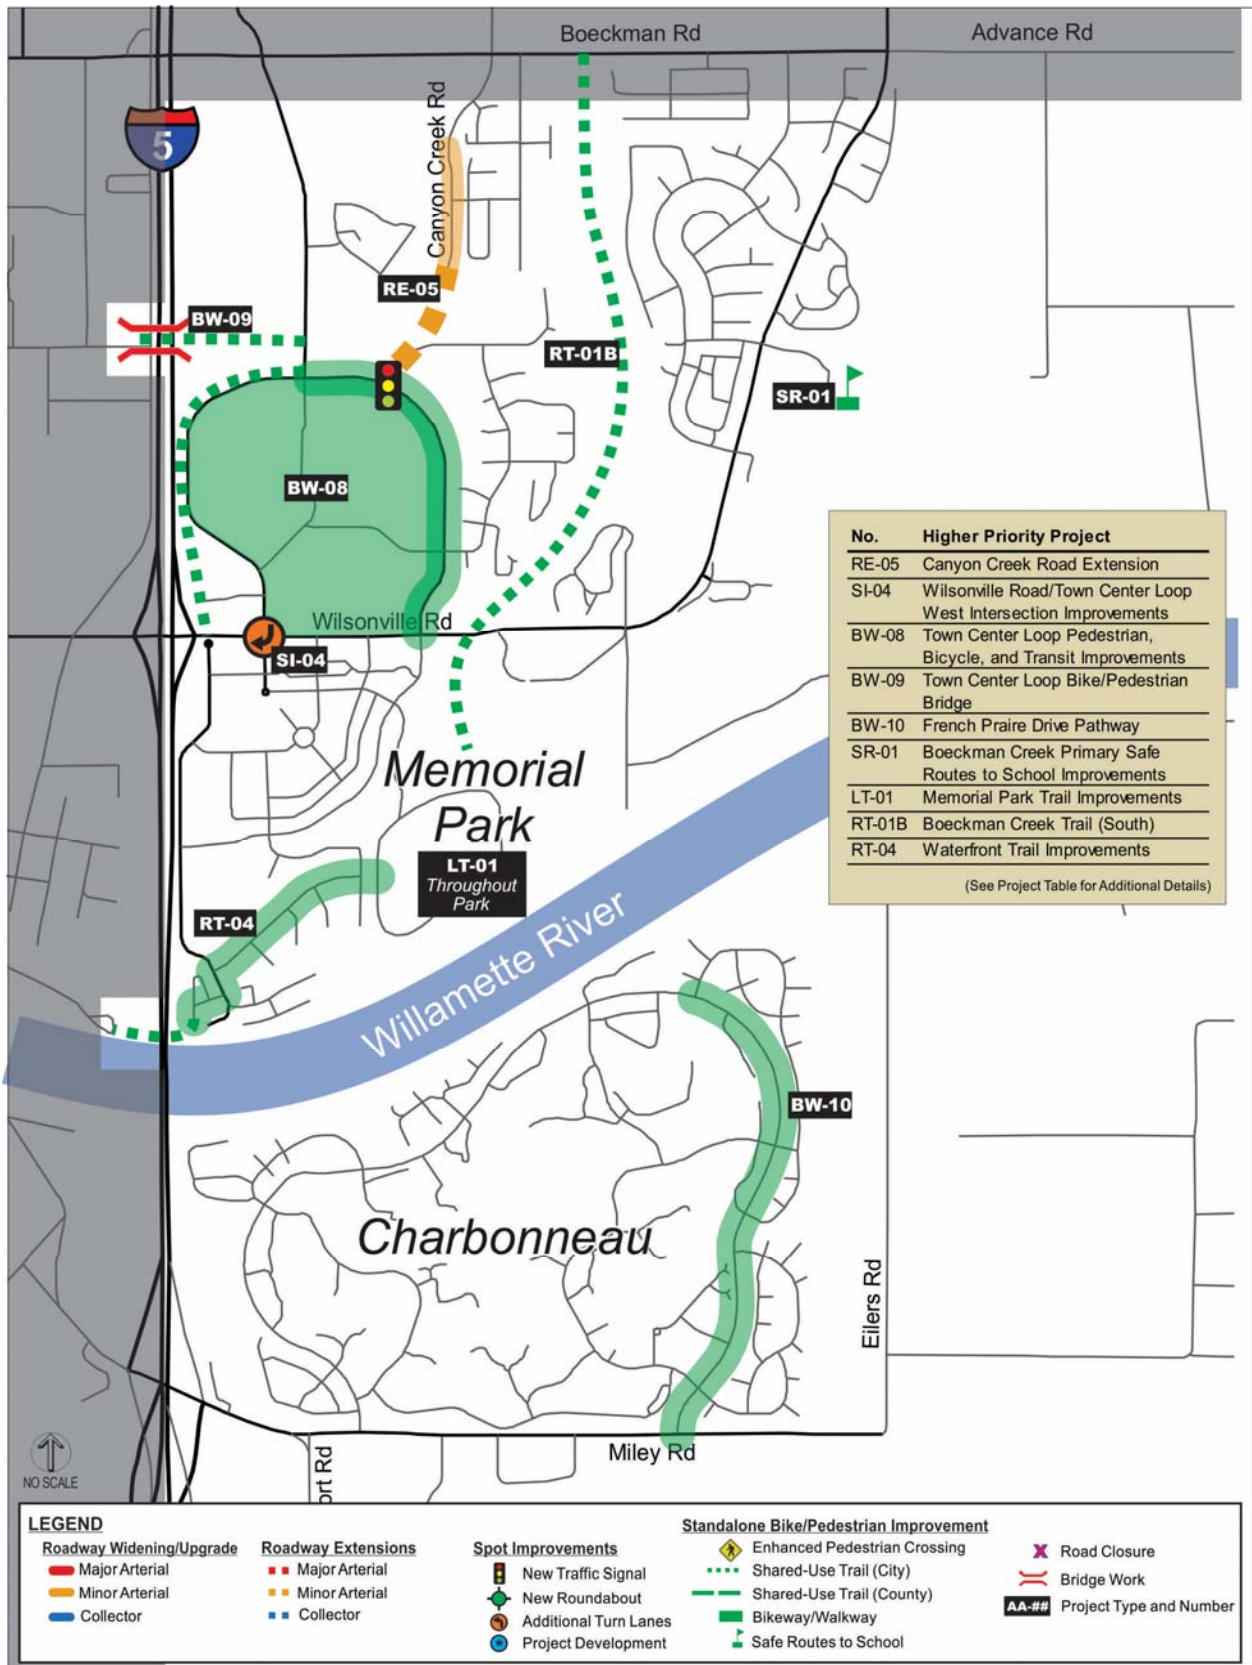 Boeckman Rd
Advance Rd
Canyon Creek Rd
5
RE-05
BW-09
RT-01B
SR-01
BW-08
Wilsonville Rd
SI-04
No. Higher Priority Project
RE-05 Canyon Creek Road Extension
SI-04 Wilsonville Road/Town Center Loop
West Intersection Improvements
BW-08 Town Center Loop Pedestrian,
Bicycle, and Transit Improvements
BW-09 Town Center Loop Bike/Pedestrian
Bridge
BW-10 French Praire Drive Pathway
SR-01 Boeckman Creek Primary Safe
Routes to School Improvements
LT-01 Memorial Park Trail Improvements
RT-01B Boeckman Creek Trail (South)
RT-04 Waterfront Trail Improvements
(See Project Table for Additional Details)
Memorial
Park
LT-01
Throughout
Park
RT-04
Willamette River
BW-10
Charbonneau
Eilers Rd
Miley Rd
ort Rd
NO SCALE
LEGEND
Roadway Widening/Upgrade
Major Arterial
Minor Arterial
Collector
Roadway Extensions
Major Arterial
Minor Arterial
Collector
Spot Improvements
New Traffic Signal
New Roundabout
Additional Turn Lanes
Project Development
Standalone Bike/Pedestrian Improvement
Enhanced Pedestrian Crossing
Shared-Use Trail (City)
Shared-Use Trail (County)
Bikeway/Walkway
Safe Routes to School
Road Closure
Bridge Work
AA-## Project Type and Number